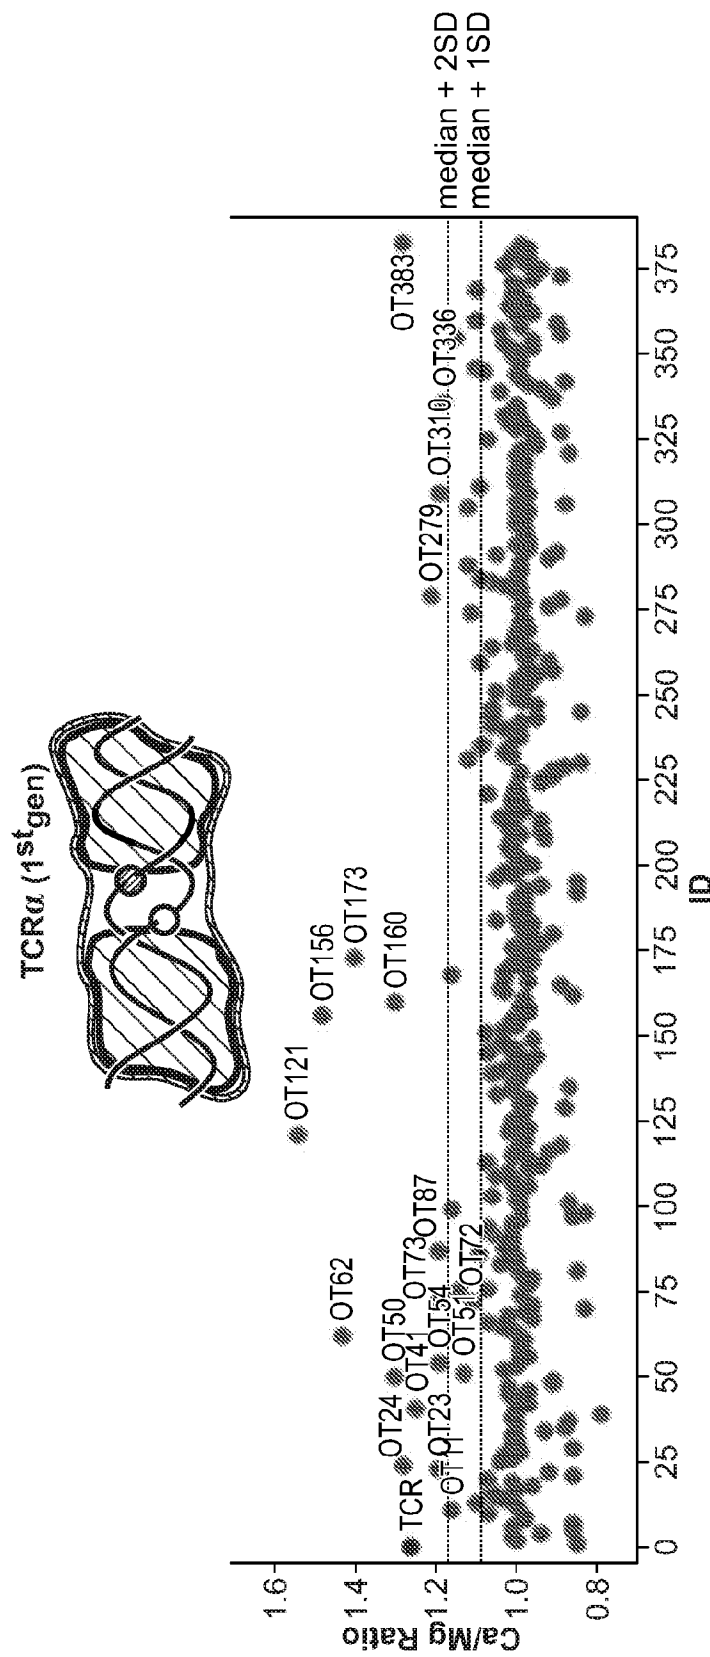 TCRα (1st gen)
Ca/Mg Ratio
1.6
1.4
1.2
1.0
0.8
TCR
OT11
OT23
OT24
OT41
OT50
OT51
OT54
OT62
OT72
OT73
OT87
OT121
OT156
OT160
OT173
OT279
OT310
OT336
OT383
median + 2SD
median + 1SD
0
25
50
75
100
125
150
175
200
225
250
275
300
325
350
375
ID